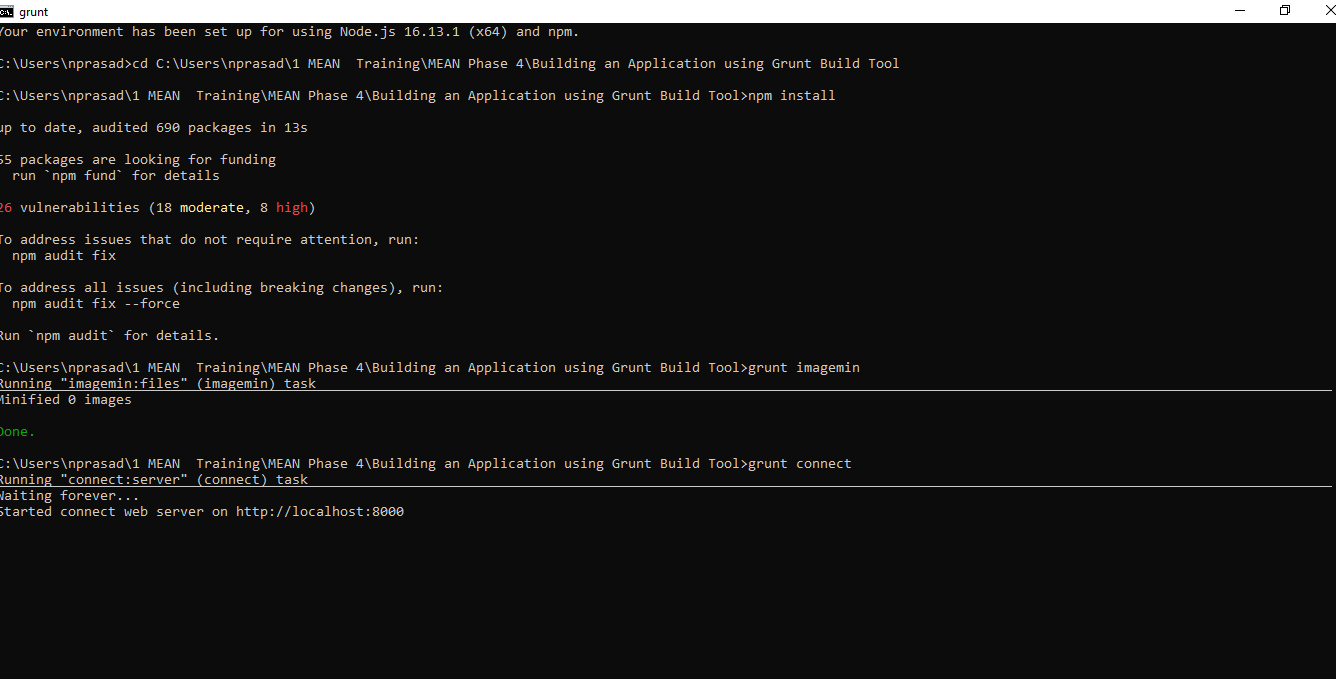 grunt
Your environment has been set up for using Node.js 16.13.1 (x64) and npm.
C:\Users\nprasad>cd C:\Users\nprasad\1 MEAN  Training\MEAN Phase 4\Building an Application using Grunt Build Tool
C:\Users\nprasad\1 MEAN  Training\MEAN Phase 4\Building an Application using Grunt Build Tool>npm install
up to date, audited 690 packages in 13s
55 packages are looking for funding
  run `npm fund` for details
26 vulnerabilities (18 moderate, 8 high)
To address issues that do not require attention, run:
  npm audit fix
To address all issues (including breaking changes), run:
  npm audit fix --force
Run `npm audit` for details.
C:\Users\nprasad\1 MEAN  Training\MEAN Phase 4\Building an Application using Grunt Build Tool>grunt imagemin
Running "imagemin:files" (imagemin) task
Minified 0 images
Done.
C:\Users\nprasad\1 MEAN  Training\MEAN Phase 4\Building an Application using Grunt Build Tool>grunt connect
Running "connect:server" (connect) task
Waiting forever...
Started connect web server on http://localhost:8000